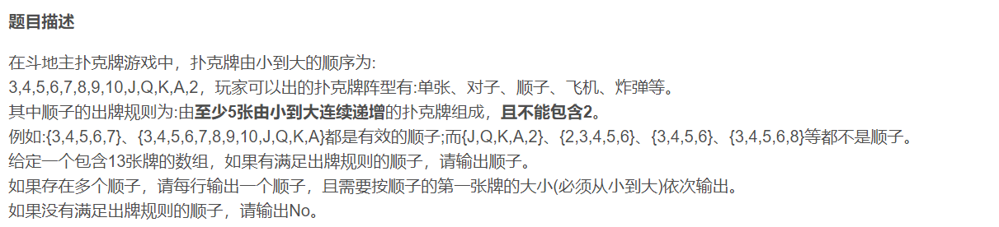 题目描述
在斗地主扑克牌游戏中，扑克牌由小到大的顺序为:
3,4,5,6,7,8,9,10,J,Q,K,A,2，玩家可以出的扑克牌阵型有:单张、对子、顺子、飞机、炸弹等。
其中顺子的出牌规则为:由至少5张由小到大连续递增的扑克牌组成，且不能包含2。
例如:{3,4,5,6,7}、{3,4,5,6,7,8,9,10,J,Q,K,A}都是有效的顺子;而{J,Q,K,A,2}、{2,3,4,5,6}、{3,4,5,6}、{3,4,5,6,8}等都不是顺子。
给定一个包含13张牌的数组，如果有满足出牌规则的顺子，请输出顺子。
如果存在多个顺子，请每行输出一个顺子，且需要按顺子的第一张牌的大小(必须从小到大)依次输出。
如果没有满足出牌规则的顺子，请输出No。